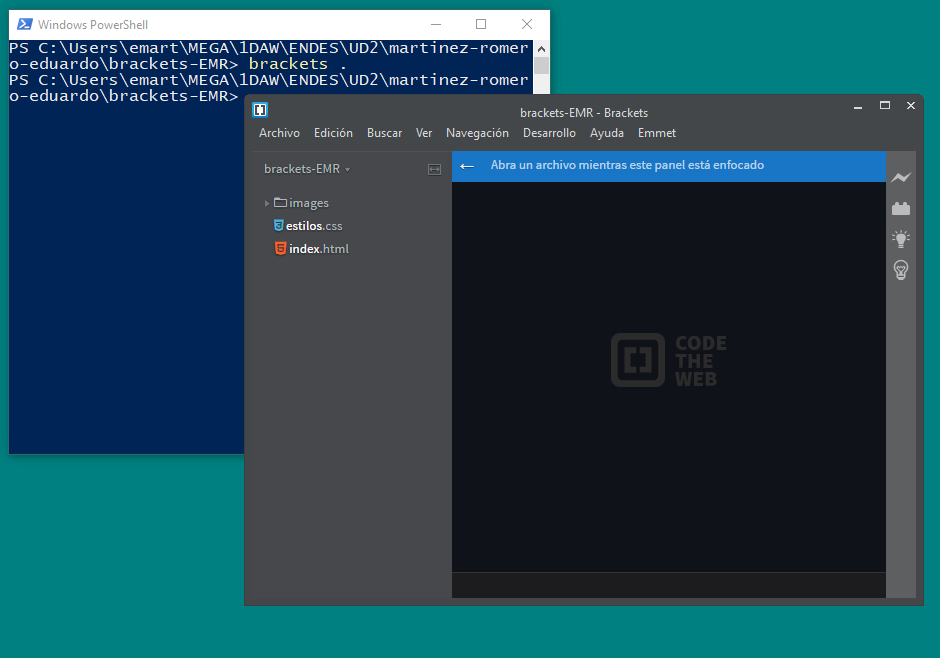 Windows PowerShell
PS C:\Users\emart\MEGA\1DAW\ENDES\UD2\martinez-romer
o-eduardo\brackets-EMR> brackets .
PS C:\Users\emart\MEGA\1DAW\ENDES\UD2\martinez-romer
o-eduardo\brackets-EMR>
brackets-EMR - Brackets
Archivo Edición Buscar Ver Navegación Desarrollo Ayuda Emmet
brackets-EMR
Abra un archivo mientras este panel está enfocado
images
estilos.css
index.html
CODE
THE
WEB